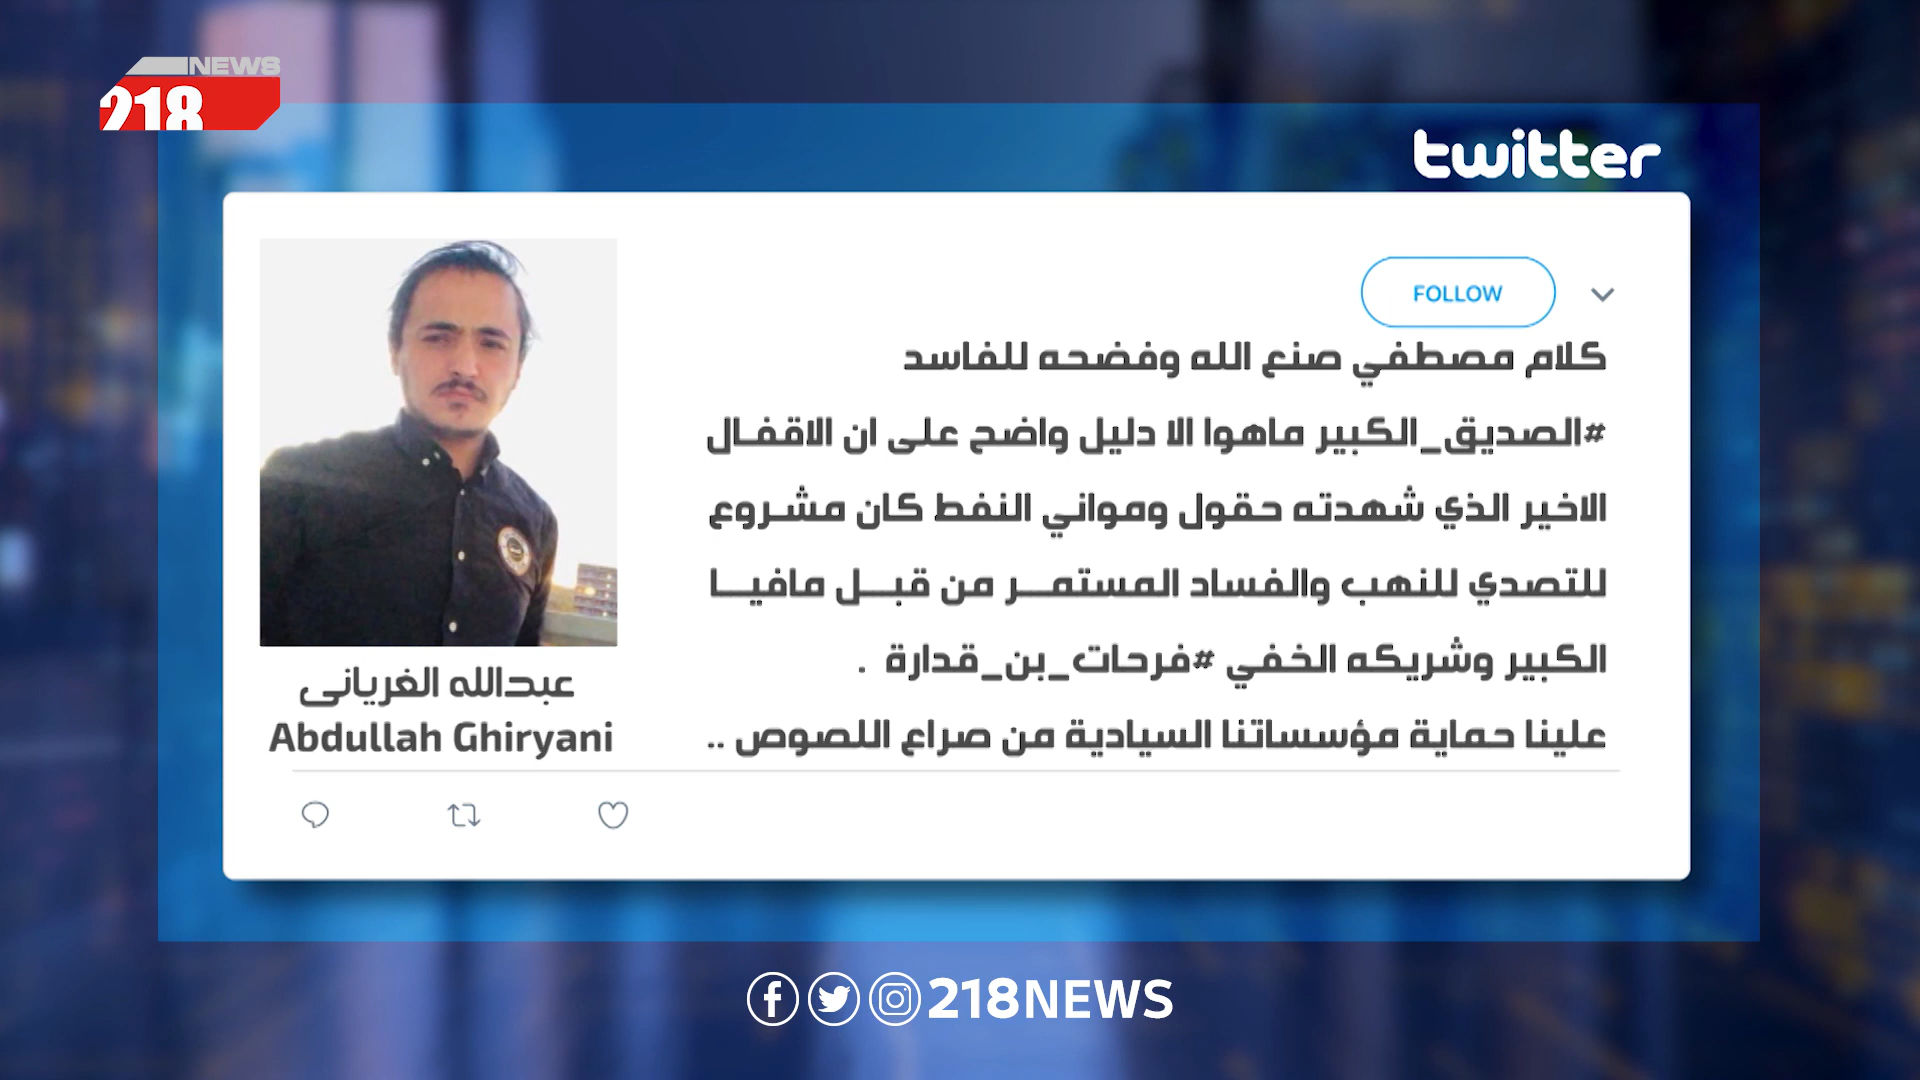 NEWS
218
twitter
FOLLOW
كلام مصطفي صنع الله وفضحه للفاسد
#الصديق_الكبير ماهوا الا دليل واضح على ان الاقفال
الاخير الذي شهدته حقول ومواني النفط كان مشروع
للتصدي للنهب والفساد المستمر من قبل مافيا
الكبير وشريكه الخفي #فرحات_بن_قدارة .
علينا حماية مؤسساتنا السيادية من صراع اللصوص ..
عبدالله الغرياني
Abdullah Ghiryani
218NEWS